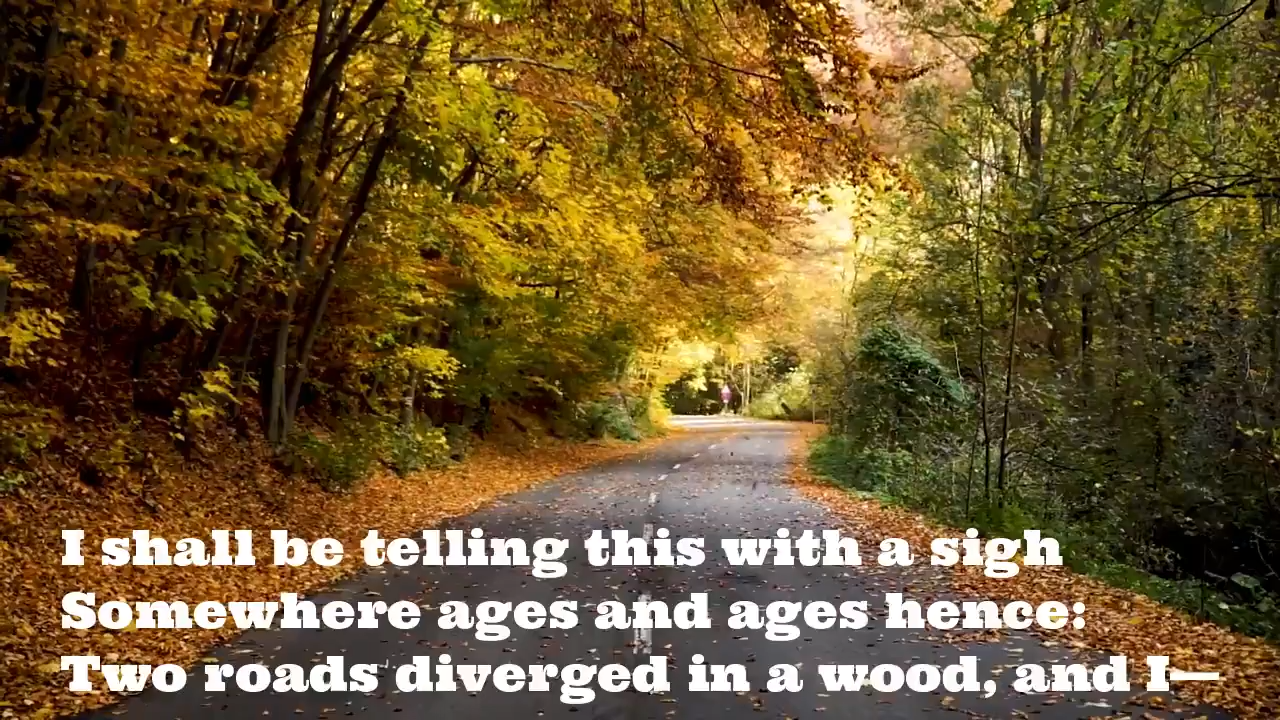 I shall be telling this with a sigh
Somewhere ages and ages hence:
Two roads diverged in a wood, and I—